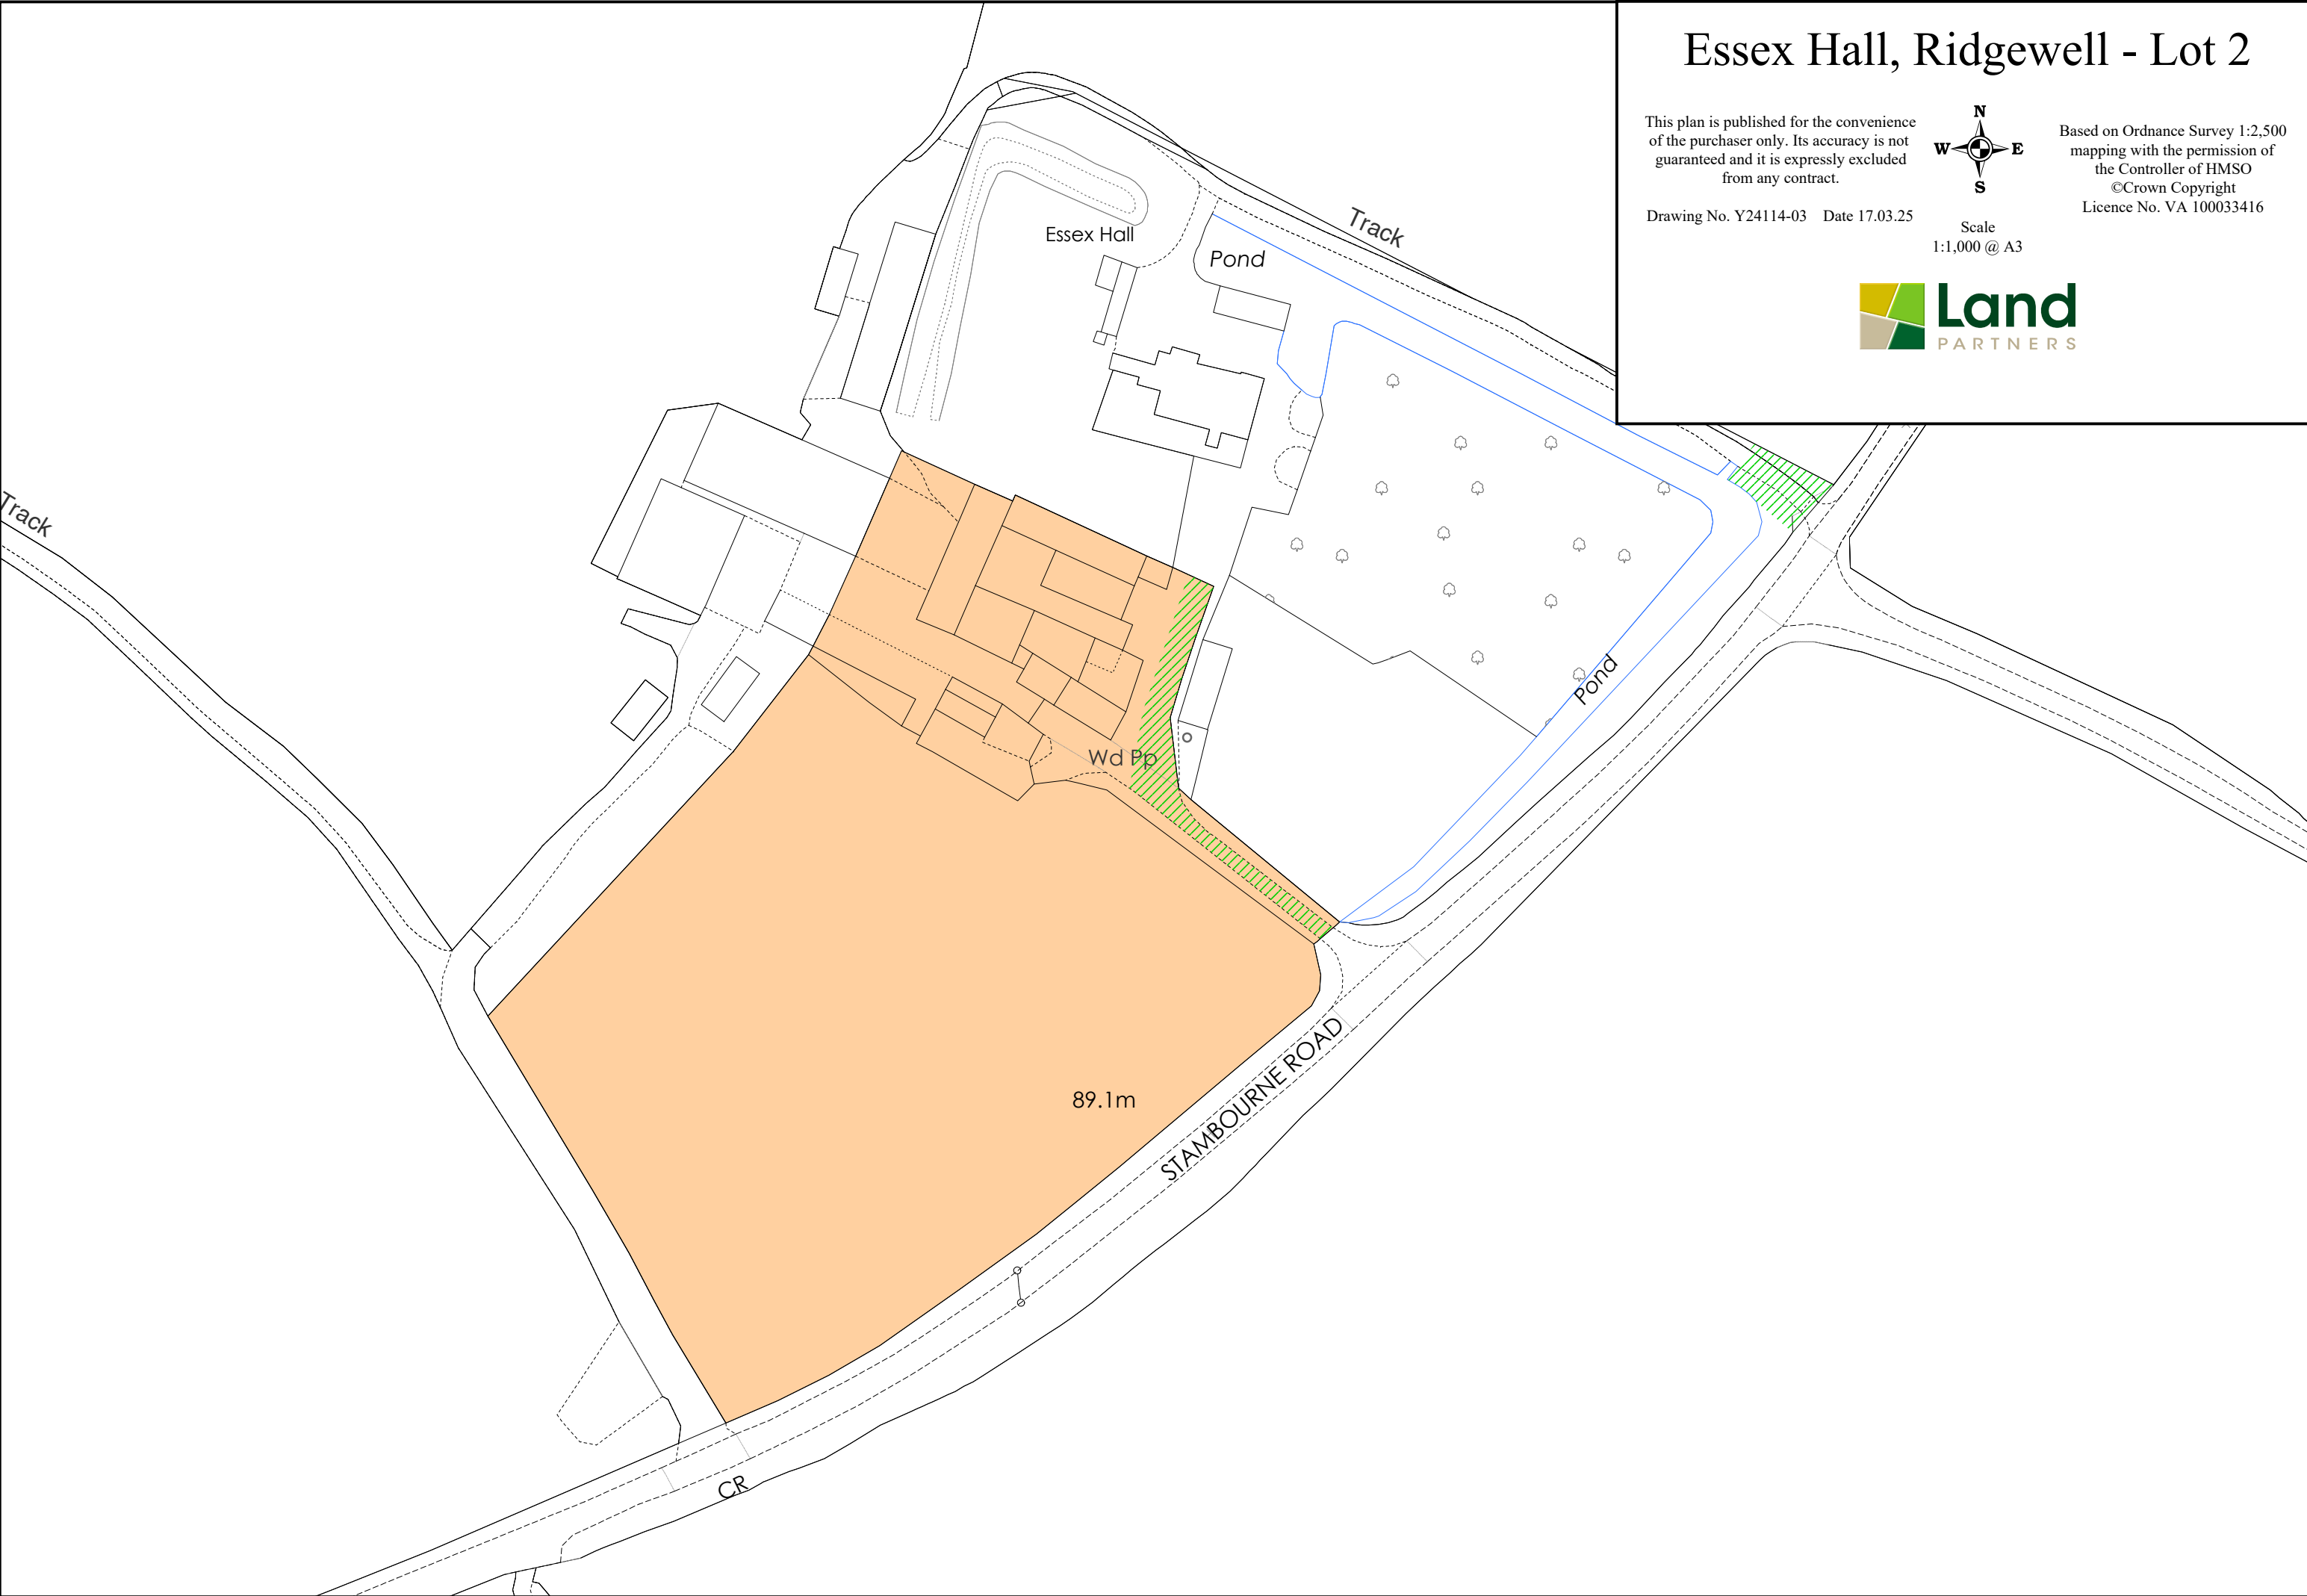 Essex Hall, Ridgewell - Lot 2
This plan is published for the convenience
of the purchaser only. Its accuracy is not
guaranteed and it is expressly excluded
from any contract.
Drawing No. Y24114-03 Date 17.03.25
N
W E
S
Scale
1:1,000 @ A3
Based on Ordnance Survey 1:2,500
mapping with the permission of
the Controller of HMSO
©Crown Copyright
Licence No. VA 100033416
Land
PARTNERS
Track
Essex Hall
Pond
Track
Pond
Wd Pp
89.1m
STAMBOURNE ROAD
CR